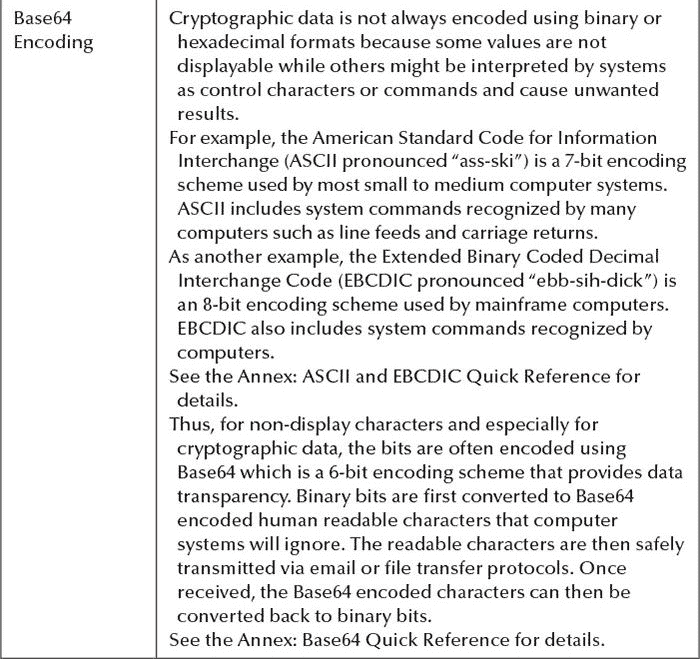 Base64
Encoding
Cryptographic data is not always encoded using binary or
hexadecimal formats because some values are not
displayable while others might be interpreted by systems
as control characters or commands and cause unwanted
results.
For example, the American Standard Code for Information
Interchange (ASCII pronounced “ass-ski”) is a 7-bit encoding
scheme used by most small to medium computer systems.
ASCII includes system commands recognized by many
computers such as line feeds and carriage returns.
As another example, the Extended Binary Coded Decimal
Interchange Code (EBCDIC pronounced “ebb-sih-dick”) is
an 8-bit encoding scheme used by mainframe computers.
EBCDIC also includes system commands recognized by
computers.
See the Annex: ASCII and EBCDIC Quick Reference for
details.
Thus, for non-display characters and especially for
cryptographic data, the bits are often encoded using
Base64 which is a 6-bit encoding scheme that provides data
transparency. Binary bits are first converted to Base64
encoded human readable characters that computer
systems will ignore. The readable characters are then safely
transmitted via email or file transfer protocols. Once
received, the Base64 encoded characters can then be
converted back to binary bits.
See the Annex: Base64 Quick Reference for details.